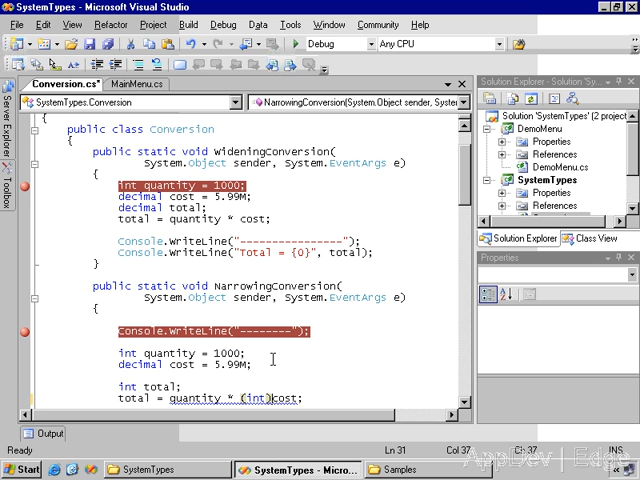 SystemTypes - Microsoft Visual Studio
File Edit View Refactor Project Build Debug Data Tools Window Community Help
Debug Any CPU
Conversion.cs* MainMenu.cs
SystemTypes.Conversion NarrowingConversion(System.Object sender, System.
{
public class Conversion
{
public static void WideningConversion(
System.Object sender, System.EventArgs e)
{
int quantity = 1000;
decimal cost = 5.99M;
decimal total;
total = quantity * cost;
Console.WriteLine("----------------");
Console.WriteLine("Total = {0}", total);
}
public static void NarrowingConversion(
System.Object sender, System.EventArgs e)
{
Console.WriteLine("--------");
int quantity = 1000;
decimal cost = 5.99M;
int total;
total = quantity * (int)cost;
Server Explorer
Toolbox
Solution Explorer - Solution 'Sy...
Solution 'SystemTypes' (2 project
DemoMenu
Properties
References
DemoMenu.cs
SystemTypes
Properties
References
Solution Explorer Class View
Properties
Output
Ready Ln 31 Col 37 Ch 37 INS
AppDev | Edge
Start SystemTypes SystemTypes - Micros... Samples